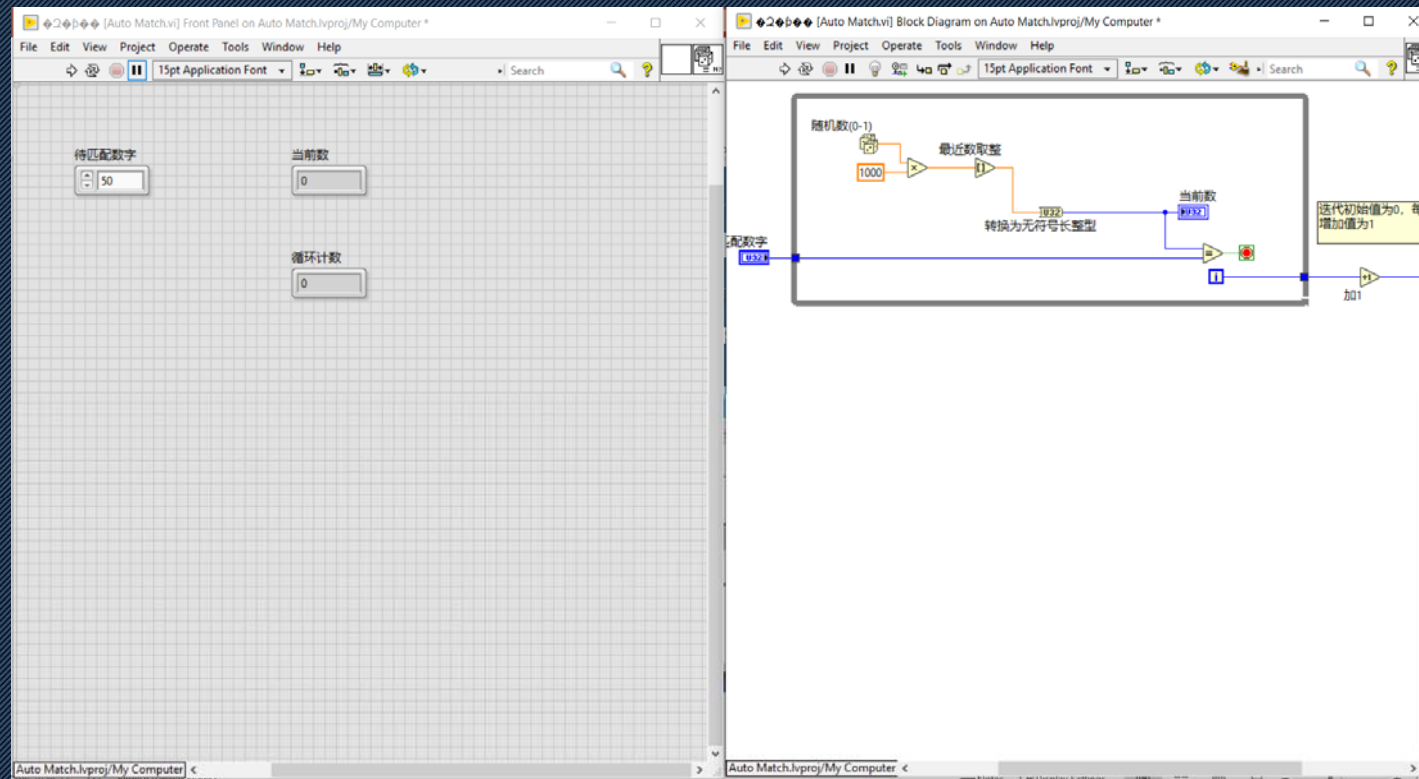 [Auto Match.vi] Front Panel on Auto Match.lvproj/My Computer *
File Edit View Project Operate Tools Window Help
15pt Application Font
Search
待匹配数字
50
当前数
0
循环计数
0
Auto Match.lvproj/My Computer
[Auto Match.vi] Block Diagram on Auto Match.lvproj/My Computer *
File Edit View Project Operate Tools Window Help
15pt Application Font
Search
随机数(0-1)
最近数取整
1000
×
U32
转换为无符号长整型
当前数
U32
匹配数字
U32
=
i
迭代初始值为0，每
增加值为1
+1
加1
Auto Match.lvproj/My Computer